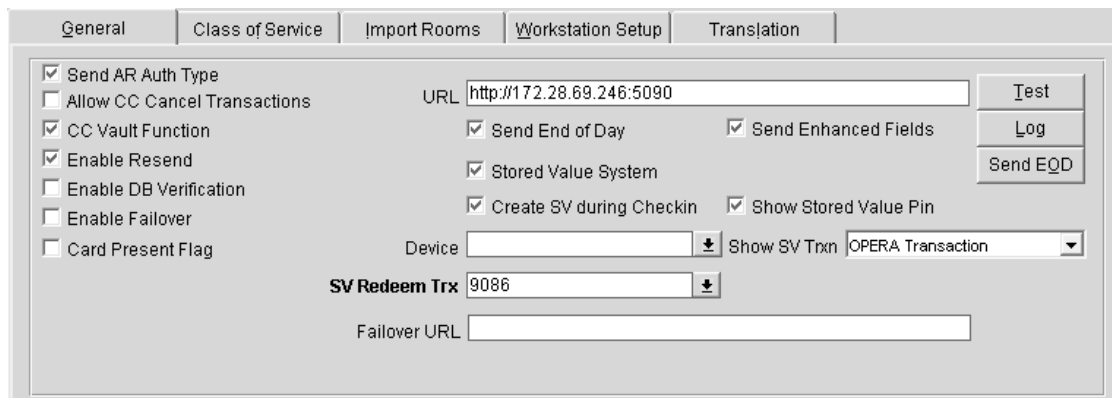 General Class of Service Import Rooms Workstation Setup Translation
Send AR Auth Type
Allow CC Cancel Transactions
CC Vault Function
Enable Resend
Enable DB Verification
Enable Failover
Card Present Flag
URL http://172.28.69.246:5090
Send End of Day Send Enhanced Fields
Stored Value System
Create SV during Checkin Show Stored Value Pin
Device Show SV Trxn OPERA Transaction
SV Redeem Trx 9086
Failover URL
Test
Log
Send EOD